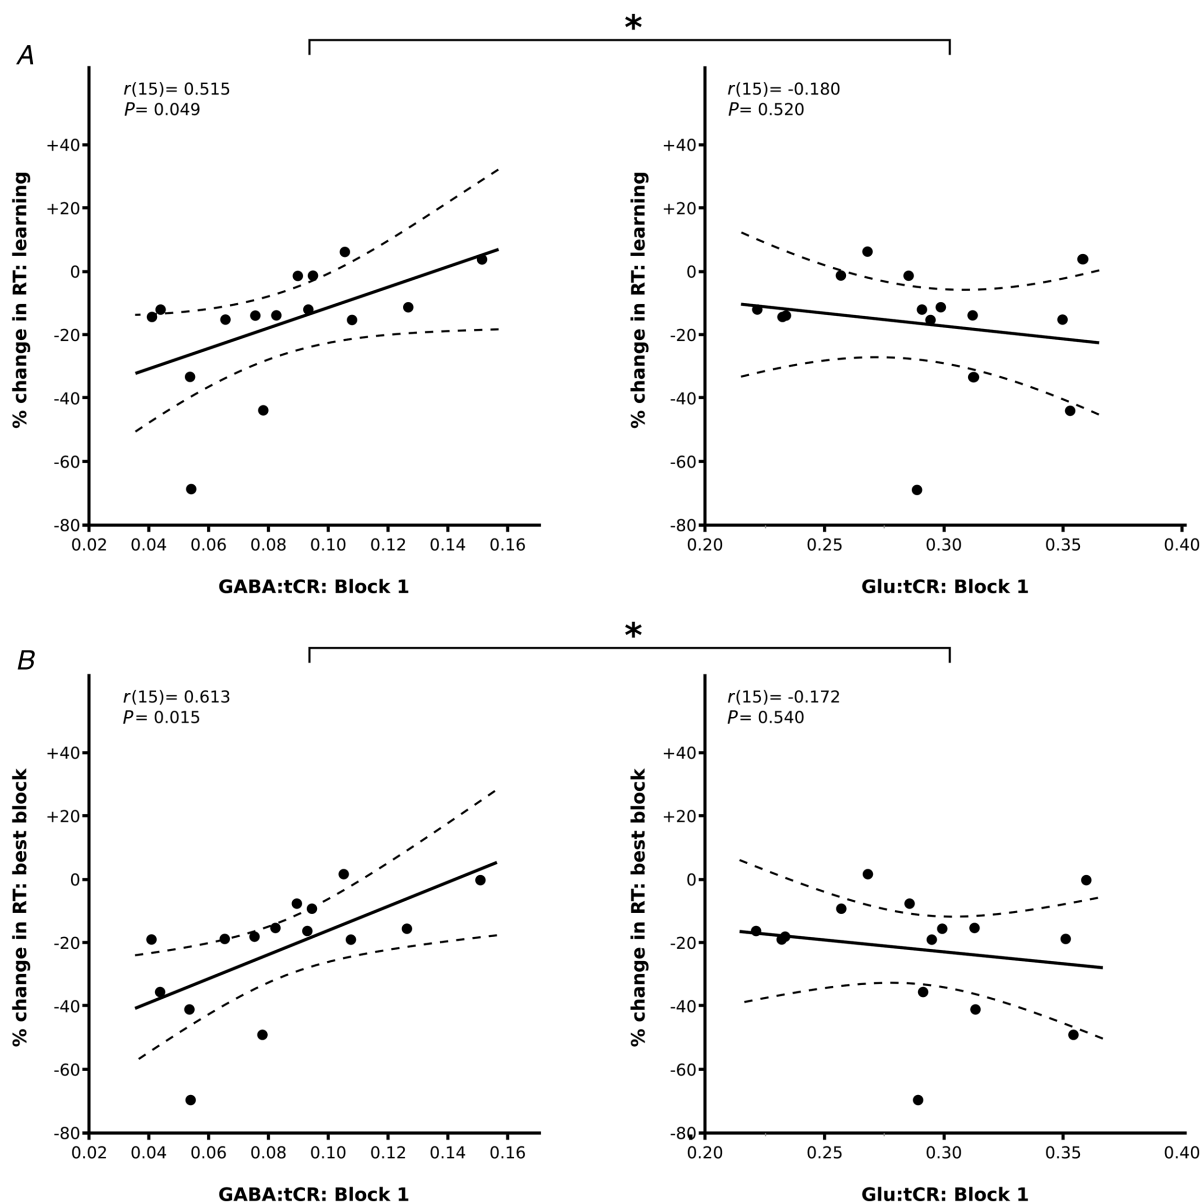 *
A
r(15)= 0.515
P= 0.049
+40
+20
0
-20
-40
-60
-80
0.02 0.04 0.06 0.08 0.10 0.12 0.14 0.16
% change in RT: learning
GABA:tCR: Block 1
r(15)= -0.180
P= 0.520
+40
+20
0
-20
-40
-60
-80
0.20 0.25 0.30 0.35 0.40
% change in RT: learning
Glu:tCR: Block 1
*
B
r(15)= 0.613
P= 0.015
+40
+20
0
-20
-40
-60
-80
0.02 0.04 0.06 0.08 0.10 0.12 0.14 0.16
% change in RT: best block
GABA:tCR: Block 1
r(15)= -0.172
P= 0.540
+40
+20
0
-20
-40
-60
-80
0.20 0.25 0.30 0.35 0.40
% change in RT: best block
Glu:tCR: Block 1